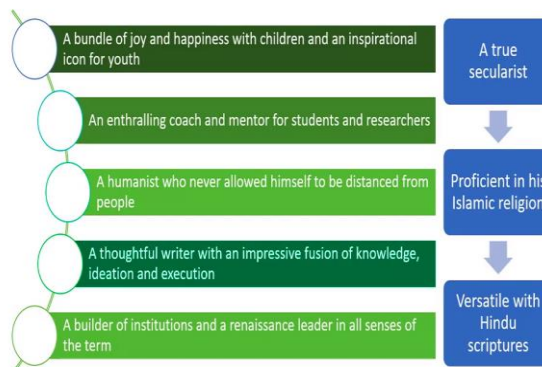 A bundle of joy and happiness with children and an inspirational
icon for youth
An enthralling coach and mentor for students and researchers
A humanist who never allowed himself to be distanced from
people
A thoughtful writer with an impressive fusion of knowledge,
ideation and execution
A builder of institutions and a renaissance leader in all senses of
the term
A true
secularist
Proficient in his
Islamic religion
Versatile with
Hindu
scriptures